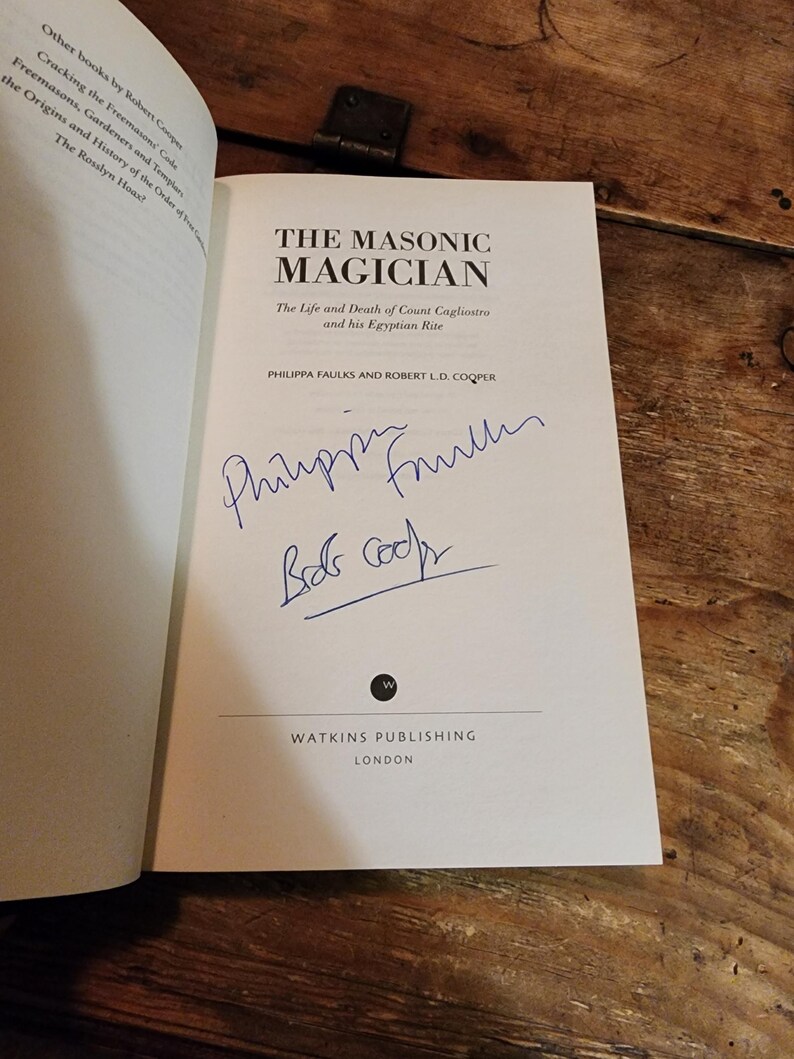 Other books by Robert Cooper
Cracking the Freemasons' Code
Freemasons, Gardeners and Templars
the Origins and History of the Order of Free
The Rosslyn Hoax?
THE MASONIC
MAGICIAN
The Life and Death of Count Cagliostro
and his Egyptian Rite
PHILIPPA FAULKS AND ROBERT L.D. COOPER
Philippa
Faulks
Bob Cooper
W
WATKINS PUBLISHING
LONDON